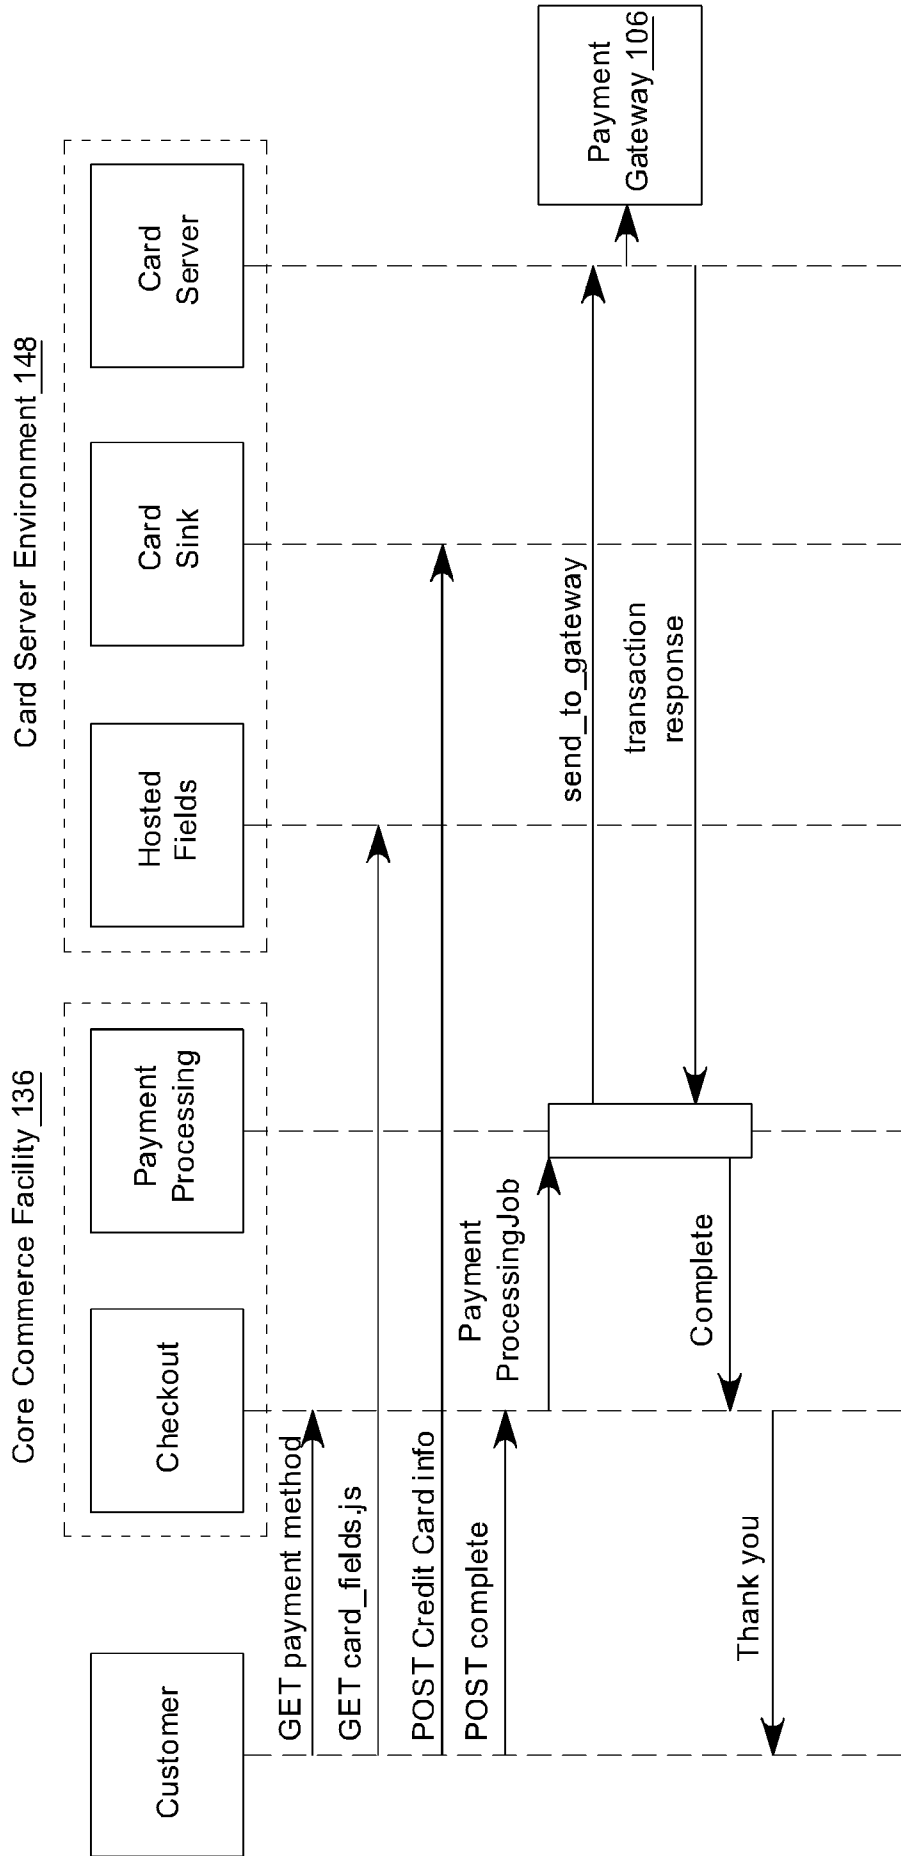 Core Commerce Facility 136
Card Server Environment 148
Customer
Checkout
Payment
Processing
Hosted
Fields
Card
Sink
Card
Server
GET payment method
GET card_fields.js
POST Credit Card info
POST complete
Payment
ProcessingJob
send_to_gateway
Payment
Gateway 106
transaction
response
Complete
Thank you